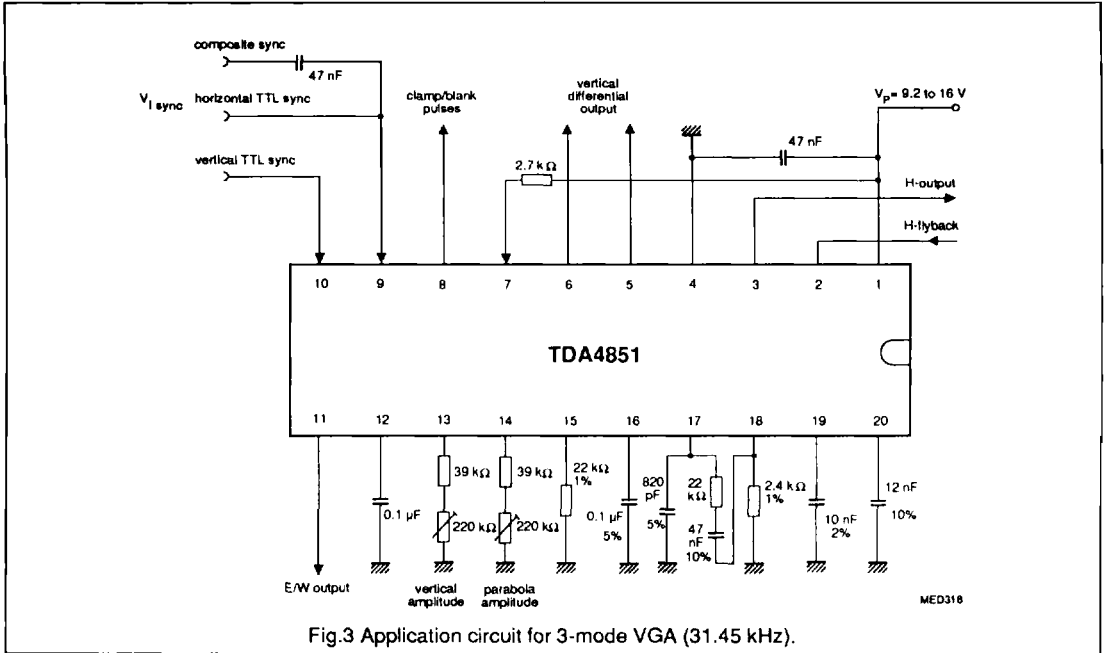 composite sync
47 nF
V I sync horizontal TTL sync
vertical TTL sync
clamp/blank
pulses
vertical
differential
output
2.7 kΩ
47 nF
VP = 9.2 to 16 V
H-output
H-flyback
10 9 8 7 6 5 4 3 2 1
TDA4851
11 12 13 14 15 16 17 18 19 20
0.1 µF
39 kΩ
220 kΩ
39 kΩ
220 kΩ
22 kΩ
1%
0.1 µF
5%
820
pF
5%
22
kΩ
47
nF
10%
2.4 kΩ
1%
10 nF
2%
12 nF
10%
E/W output
vertical
amplitude
parabola
amplitude
MED316
Fig.3 Application circuit for 3-mode VGA (31.45 kHz).